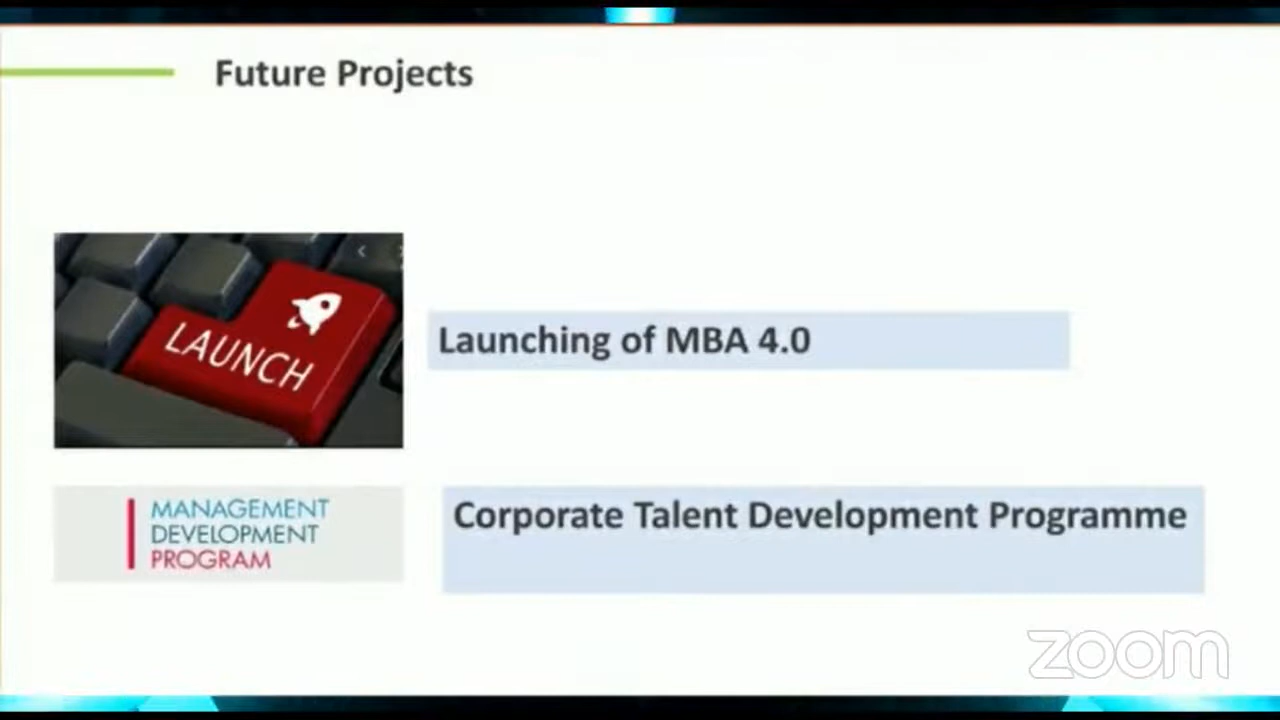 Future Projects
LAUNCH
Launching of MBA 4.0
MANAGEMENT
DEVELOPMENT
PROGRAM
Corporate Talent Development Programme
zoom